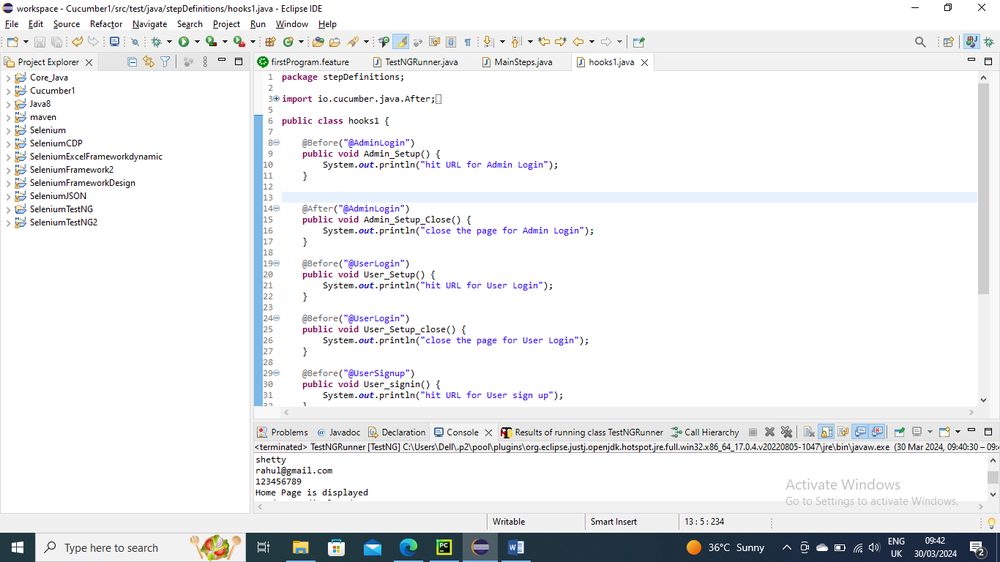 workspace - Cucumber1/src/test/java/stepDefinitions/hooks1.java - Eclipse IDE
File Edit Source Refactor Navigate Search Project Run Window Help
Project Explorer
Core_Java
Cucumber1
Java8
maven
Selenium
SeleniumCDP
SeleniumExcelFrameworkdynamic
SeleniumFramework2
SeleniumFrameworkDesign
SeleniumJSON
SeleniumTestNG
SeleniumTestNG2
firstProgram.feature TestNGRunner.java MainSteps.java hooks1.java
1 package stepDefinitions;
2
3 import io.cucumber.java.After;
5
6 public class hooks1 {
7
8 @Before("@AdminLogin")
9 public void Admin_Setup() {
10 System.out.println("hit URL for Admin Login");
11 }
12
13
14 @After("@AdminLogin")
15 public void Admin_Setup_Close() {
16 System.out.println("close the page for Admin Login");
17 }
18
19 @Before("@UserLogin")
20 public void User_Setup() {
21 System.out.println("hit URL for User Login");
22 }
23
24 @Before("@UserLogin")
25 public void User_Setup_close() {
26 System.out.println("close the page for User Login");
27 }
28
29 @Before("@UserSignup")
30 public void User_signin() {
31 System.out.println("hit URL for User sign up");
32 }
Problems @ Javadoc Declaration Console Results of running class TestNGRunner Call Hierarchy
<terminated> TestNGRunner [TestNG] C:\Users\Dell\.p2\pool\plugins\org.eclipse.justj.openjdk.hotspot.jre.full.win32.x86_64_17.0.4.v20220805-1047\jre\bin\javaw.exe (30 Mar 2024, 09:40:30 – 09:4
shetty
rahul@gmail.com
123456789
Home Page is displayed
Activate Windows
Go to Settings to activate Windows.
Writable Smart Insert 13 : 5 : 234
Type here to search
36°C Sunny
ENG
UK
09:42
30/03/2024
2